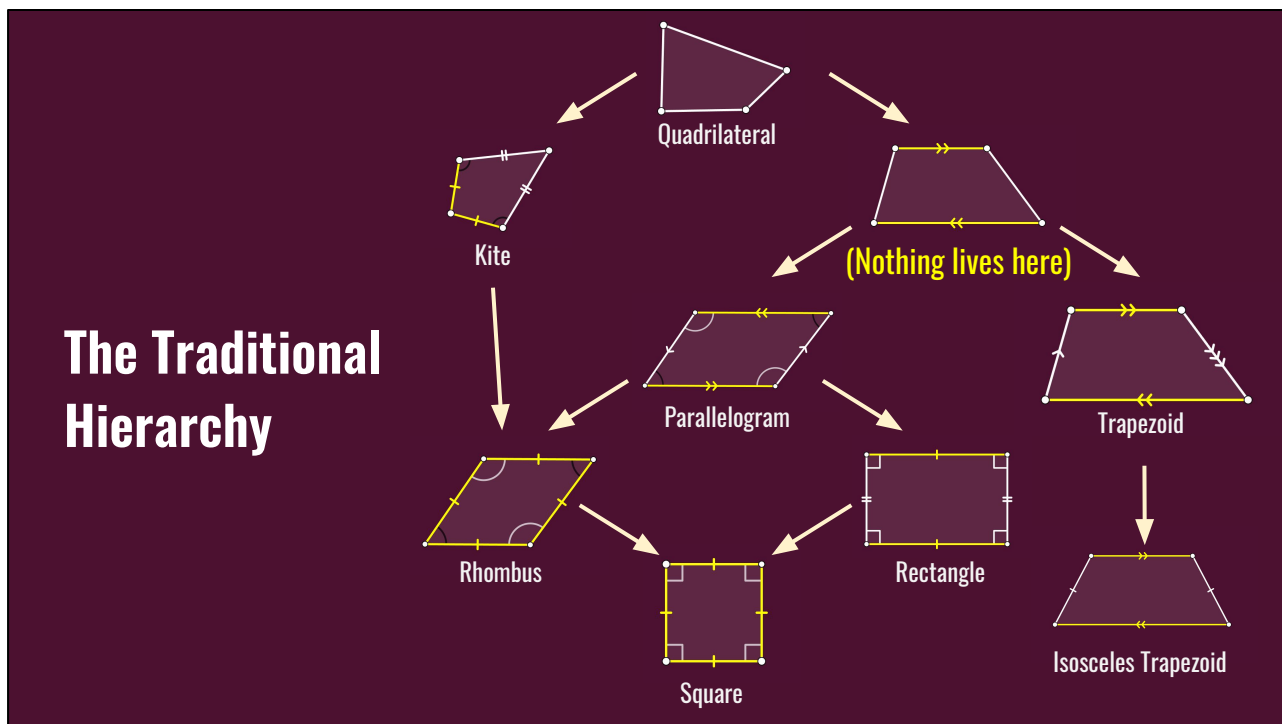 The Traditional
Hierarchy
Quadrilateral
Kite
(Nothing lives here)
Parallelogram
Trapezoid
Rhombus
Rectangle
Square
Isosceles Trapezoid